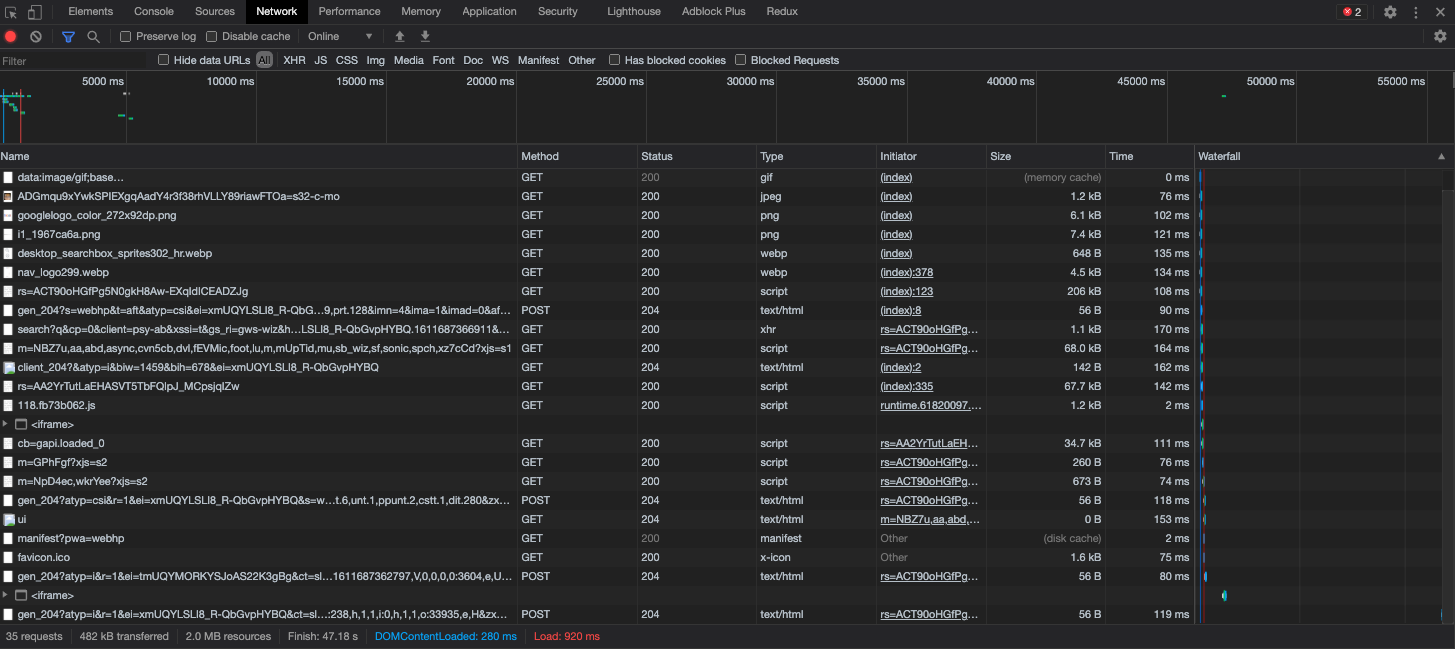 Elements Console Sources Network Performance Memory Application Security Lighthouse Adblock Plus Redux 2
Preserve log Disable cache Online
Filter Hide data URLs All XHR JS CSS Img Media Font Doc WS Manifest Other Has blocked cookies Blocked Requests
5000 ms 10000 ms 15000 ms 20000 ms 25000 ms 30000 ms 35000 ms 40000 ms 45000 ms 50000 ms 55000 ms
Name Method Status Type Initiator Size Time Waterfall
data:image/gif;base… GET 200 gif (index) (memory cache) 0 ms
ADGmqu9xYwkSPIEXgqAadY4r3f38rhVLLY89riawFTOa=s32-c-mo GET 200 jpeg (index) 1.2 kB 76 ms
googlelogo_color_272x92dp.png GET 200 png (index) 6.1 kB 102 ms
i1_1967ca6a.png GET 200 png (index) 7.4 kB 121 ms
desktop_searchbox_sprites302_hr.webp GET 200 webp (index) 648 B 135 ms
nav_logo299.webp GET 200 webp (index):378 4.5 kB 134 ms
rs=ACT90oHGfPg5N0gkH8Aw-EXqIdICEADZJg GET 200 script (index):123 206 kB 108 ms
gen_204?s=webhp&t=aft&atyp=csi&ei=xmUQYLSLI8_R-QbG…9,prt.128&imn=4&ima=1&imad=0&af… POST 204 text/html (index):8 56 B 90 ms
search?q&cp=0&client=psy-ab&xssi=t&gs_ri=gws-wiz&h…LSLI8_R-QbGvpHYBQ.1611687366911&… GET 200 xhr rs=ACT90oHGfPg… 1.1 kB 170 ms
m=NBZ7u,aa,abd,async,cvn5cb,dvl,fEVMic,foot,lu,m,mUpTid,mu,sb_wiz,sf,sonic,spch,xz7cCd?xjs=s1 GET 200 script rs=ACT90oHGfPg… 68.0 kB 164 ms
client_204?&atyp=i&biw=1459&bih=678&ei=xmUQYLSLI8_R-QbGvpHYBQ GET 204 text/html (index):2 142 B 162 ms
rs=AA2YrTutLaEHASVT5TbFQlpJ_MCpsjqIZw GET 200 script (index):335 67.7 kB 142 ms
118.fb73b062.js GET 200 script runtime.61820097.… 1.2 kB 2 ms
<iframe>
cb=gapi.loaded_0 GET 200 script rs=AA2YrTutLaEH… 34.7 kB 111 ms
m=GPhFgf?xjs=s2 GET 200 script rs=ACT90oHGfPg… 260 B 76 ms
m=NpD4ec,wkrYee?xjs=s2 GET 200 script rs=ACT90oHGfPg… 673 B 74 ms
gen_204?atyp=csi&r=1&ei=xmUQYLSLI8_R-QbGvpHYBQ&s=w…t.6,unt.1,ppunt.2,cstt.1,dit.280&zx… POST 204 text/html rs=ACT90oHGfPg… 56 B 118 ms
ui GET 204 text/html m=NBZ7u,aa,abd,… 0 B 153 ms
manifest?pwa=webhp GET 200 manifest Other (disk cache) 2 ms
favicon.ico GET 200 x-icon Other 1.6 kB 75 ms
gen_204?atyp=i&r=1&ei=tmUQYMORKYSJoAS22K3gBg&ct=sl…1611687362797,V,0,0,0,0:3604,e,U… POST 204 text/html rs=ACT90oHGfPg… 56 B 80 ms
<iframe>
gen_204?atyp=i&r=1&ei=xmUQYLSLI8_R-QbGvpHYBQ&ct=sl…:238,h,1,1,i:0,h,1,1,o:33935,e,H&zx… POST 204 text/html rs=ACT90oHGfPg… 56 B 119 ms
35 requests 482 kB transferred 2.0 MB resources Finish: 47.18 s DOMContentLoaded: 280 ms Load: 920 ms